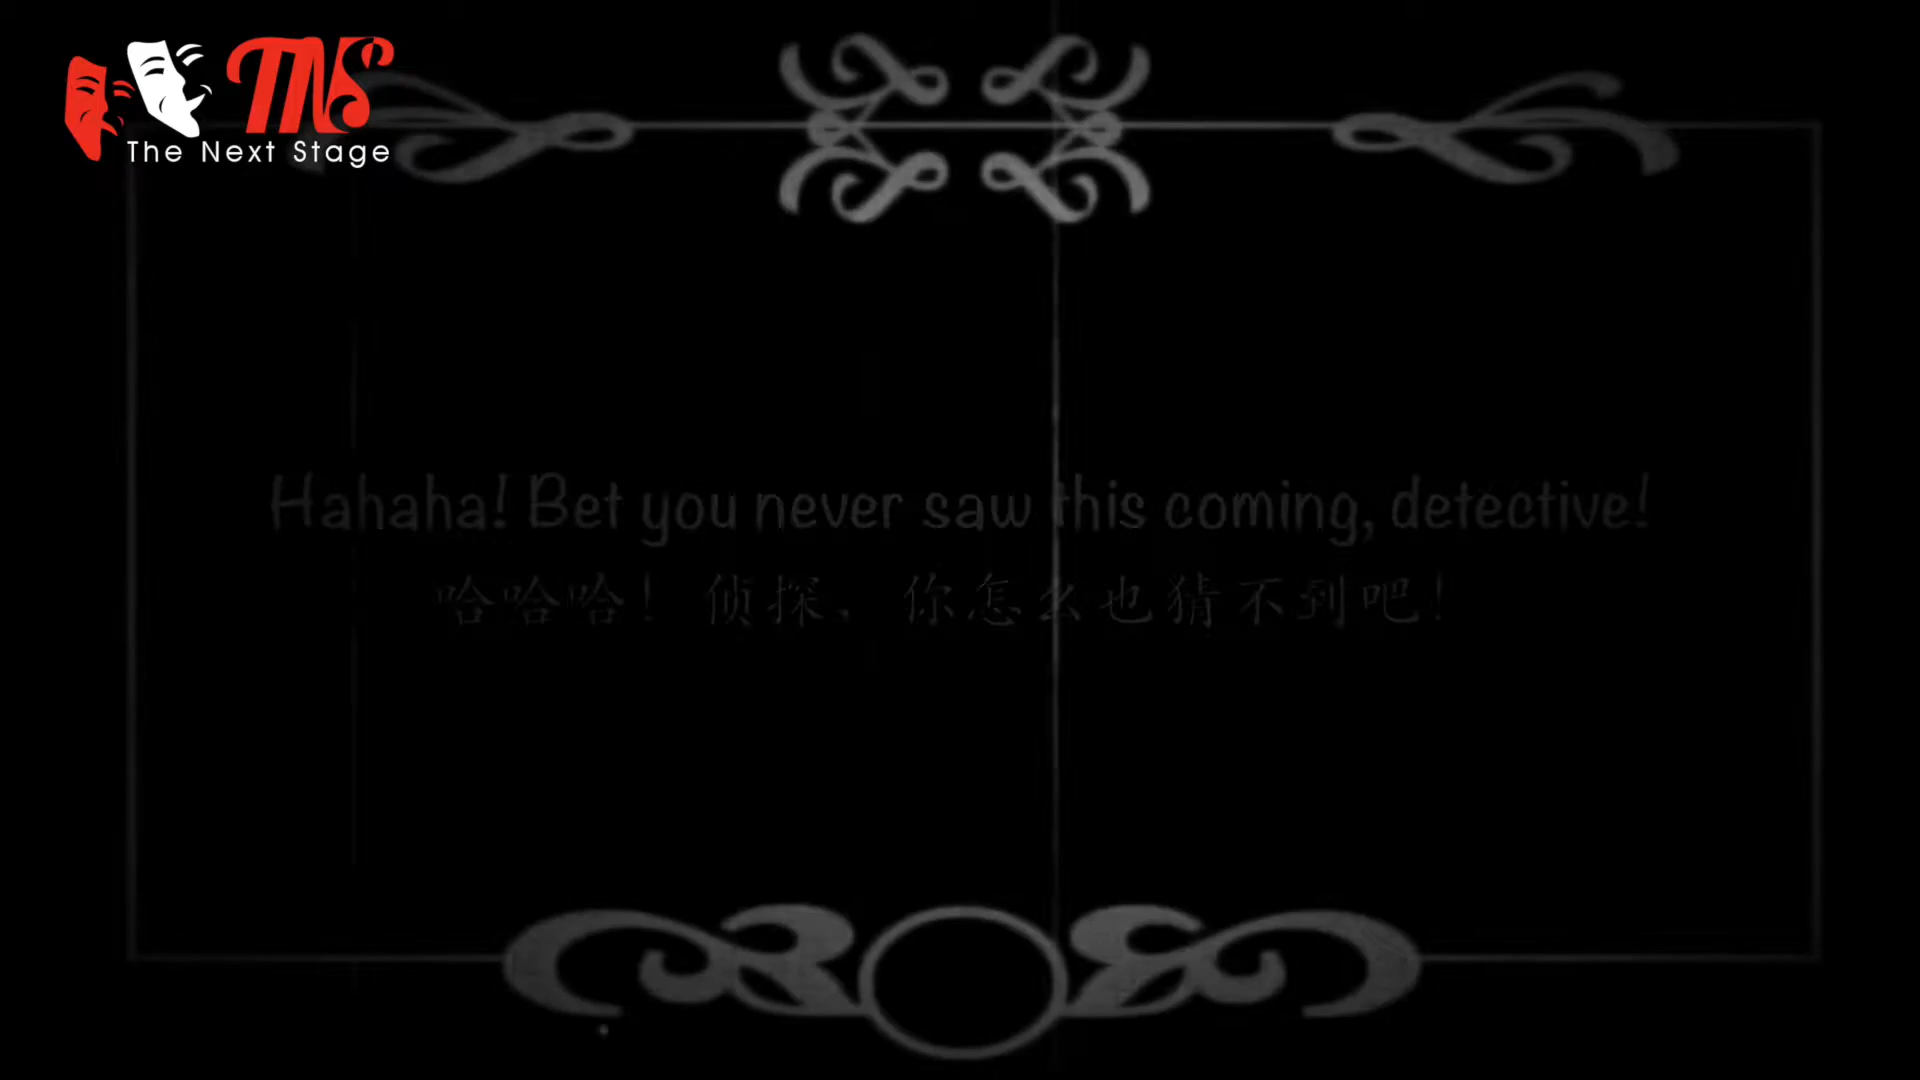 TNS
The Next Stage
Hahaha! Bet you never saw this coming, detective!
哈哈哈！侦探，你怎么也猜不到吧！